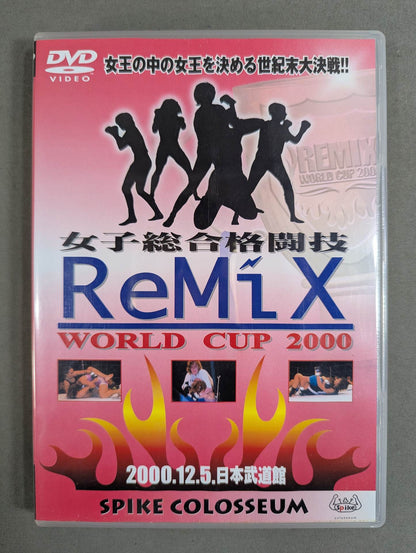 DVD
VIDEO
女王の中の女王を決める世紀末大決戦!!
REMIX
WORLD CUP 200
女子総合格闘技
ReMiX
WORLD CUP 2000
2000.12.5.日本武道館
SPIKE COLOSSEUM
Spike